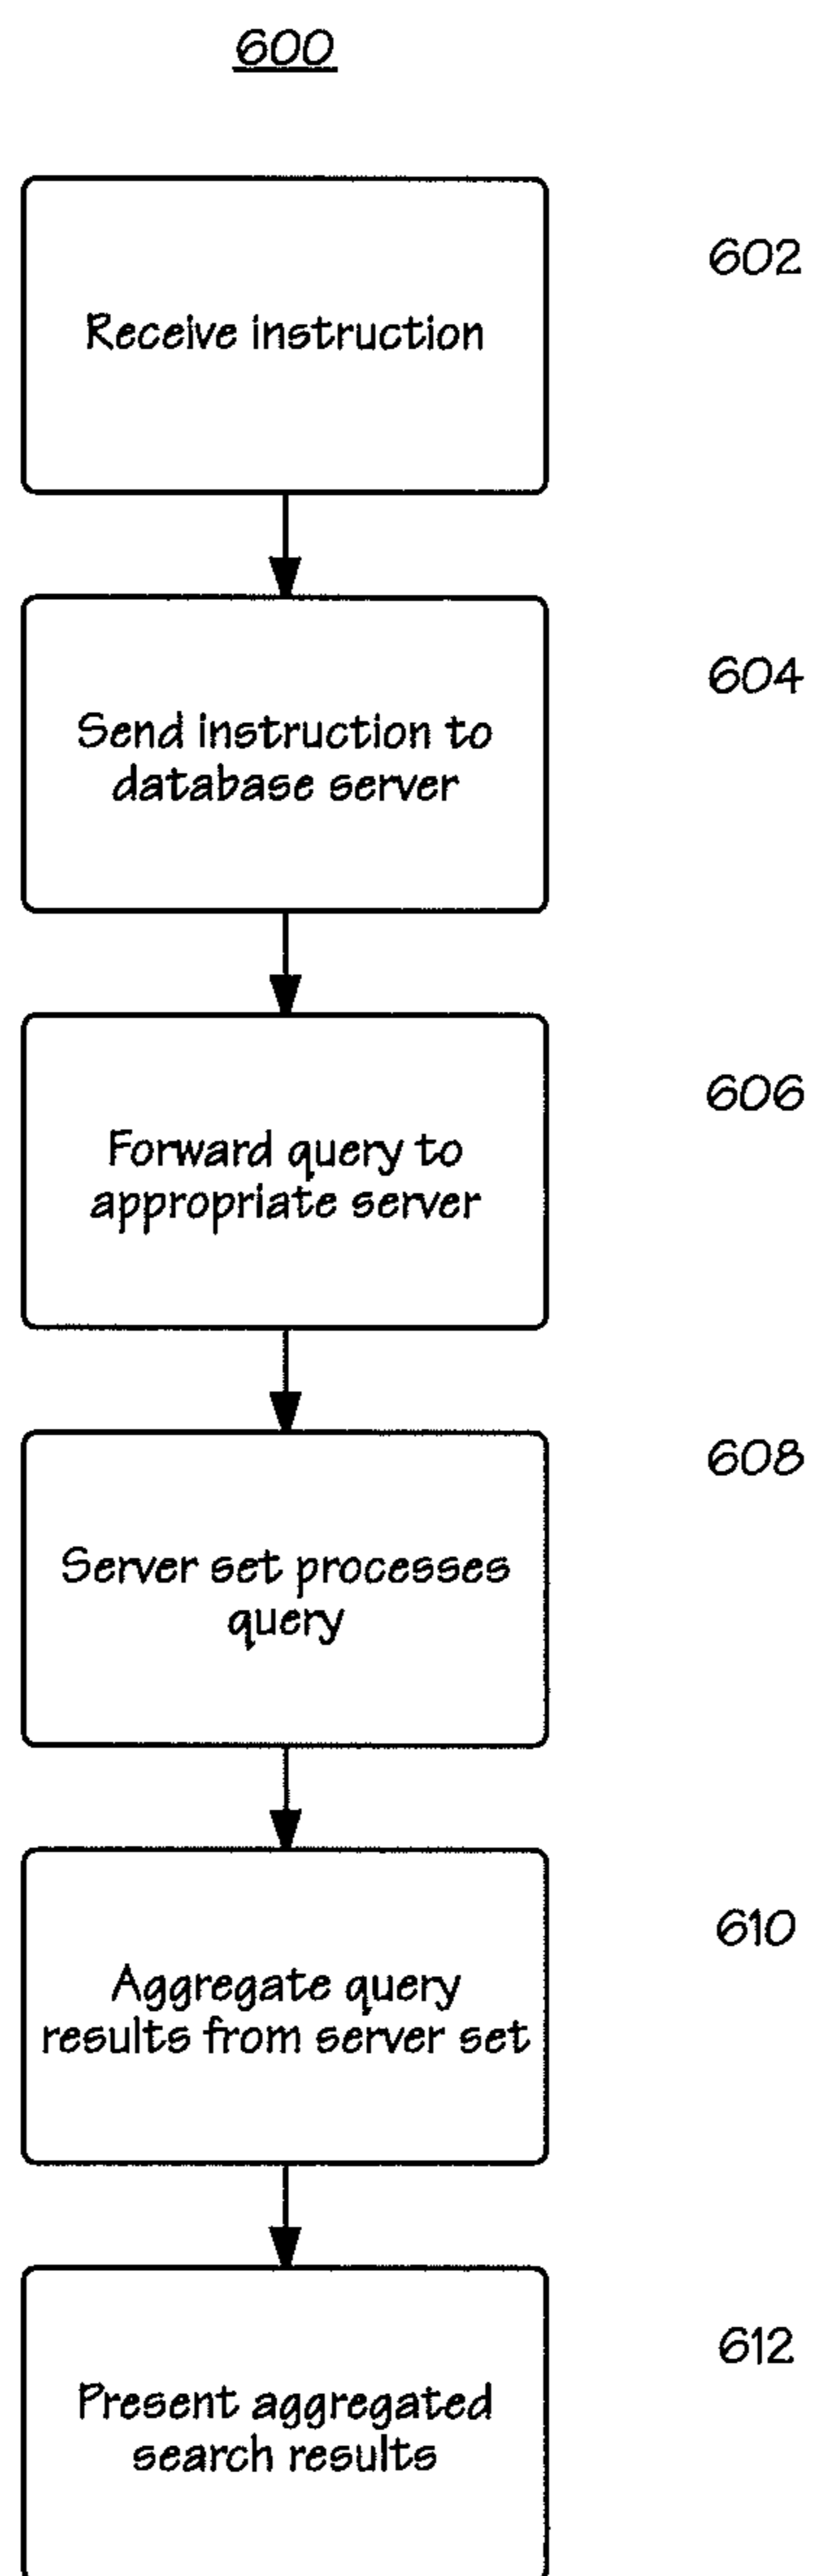 600
602
Receive instruction
604
Send instruction to
database server
606
Forward query to
appropriate server
608
Server set processes
query
610
Aggregate query
results from server set
612
Present aggregated
search results